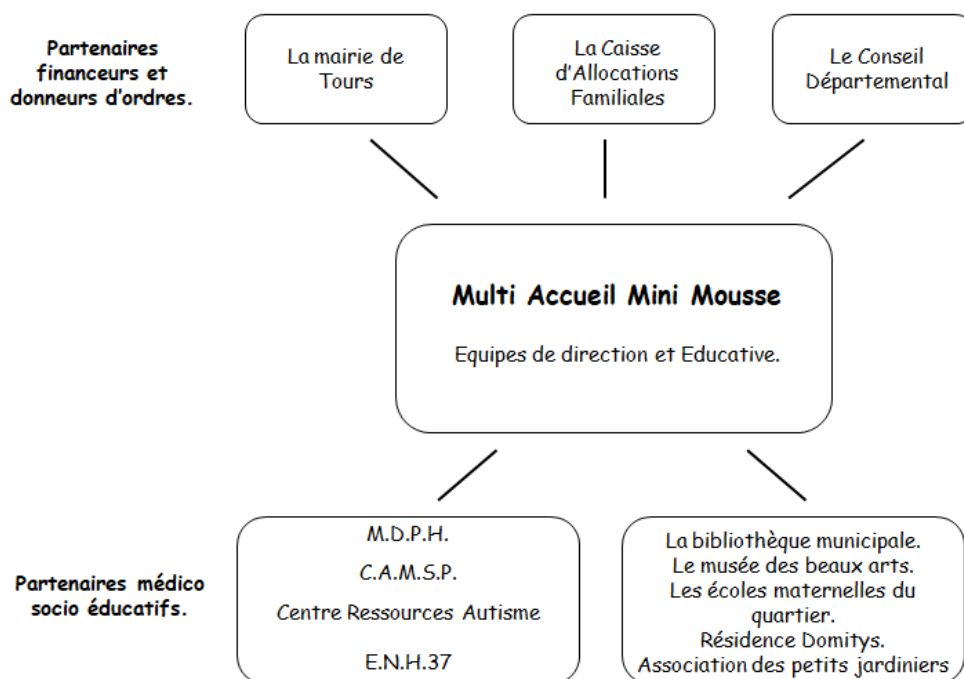 Partenaires
financeurs et
donneurs d'ordres.
La mairie de
Tours
La Caisse
d'Allocations
Familiales
Le Conseil
Départemental
Multi Accueil Mini Mousse
Equipes de direction et Educative.
Partenaires médico
socio éducatifs.
M.D.P.H.
C.A.M.S.P.
Centre Ressources Autisme
E.N.H.37
La bibliothèque municipale.
Le musée des beaux arts.
Les écoles maternelles du
quartier.
Résidence Domitys.
Association des petits jardiniers